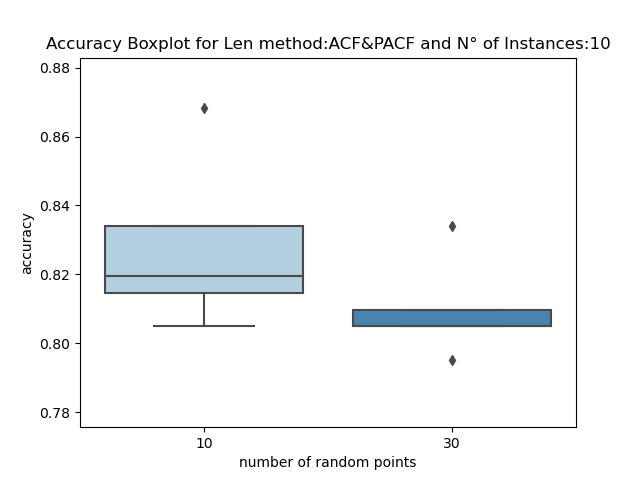 Accuracy Boxplot for Len method:ACF&PACF and N° of Instances:10
0.88
0.86
0.84
0.82
0.80
0.78
accuracy
10 30
number of random points